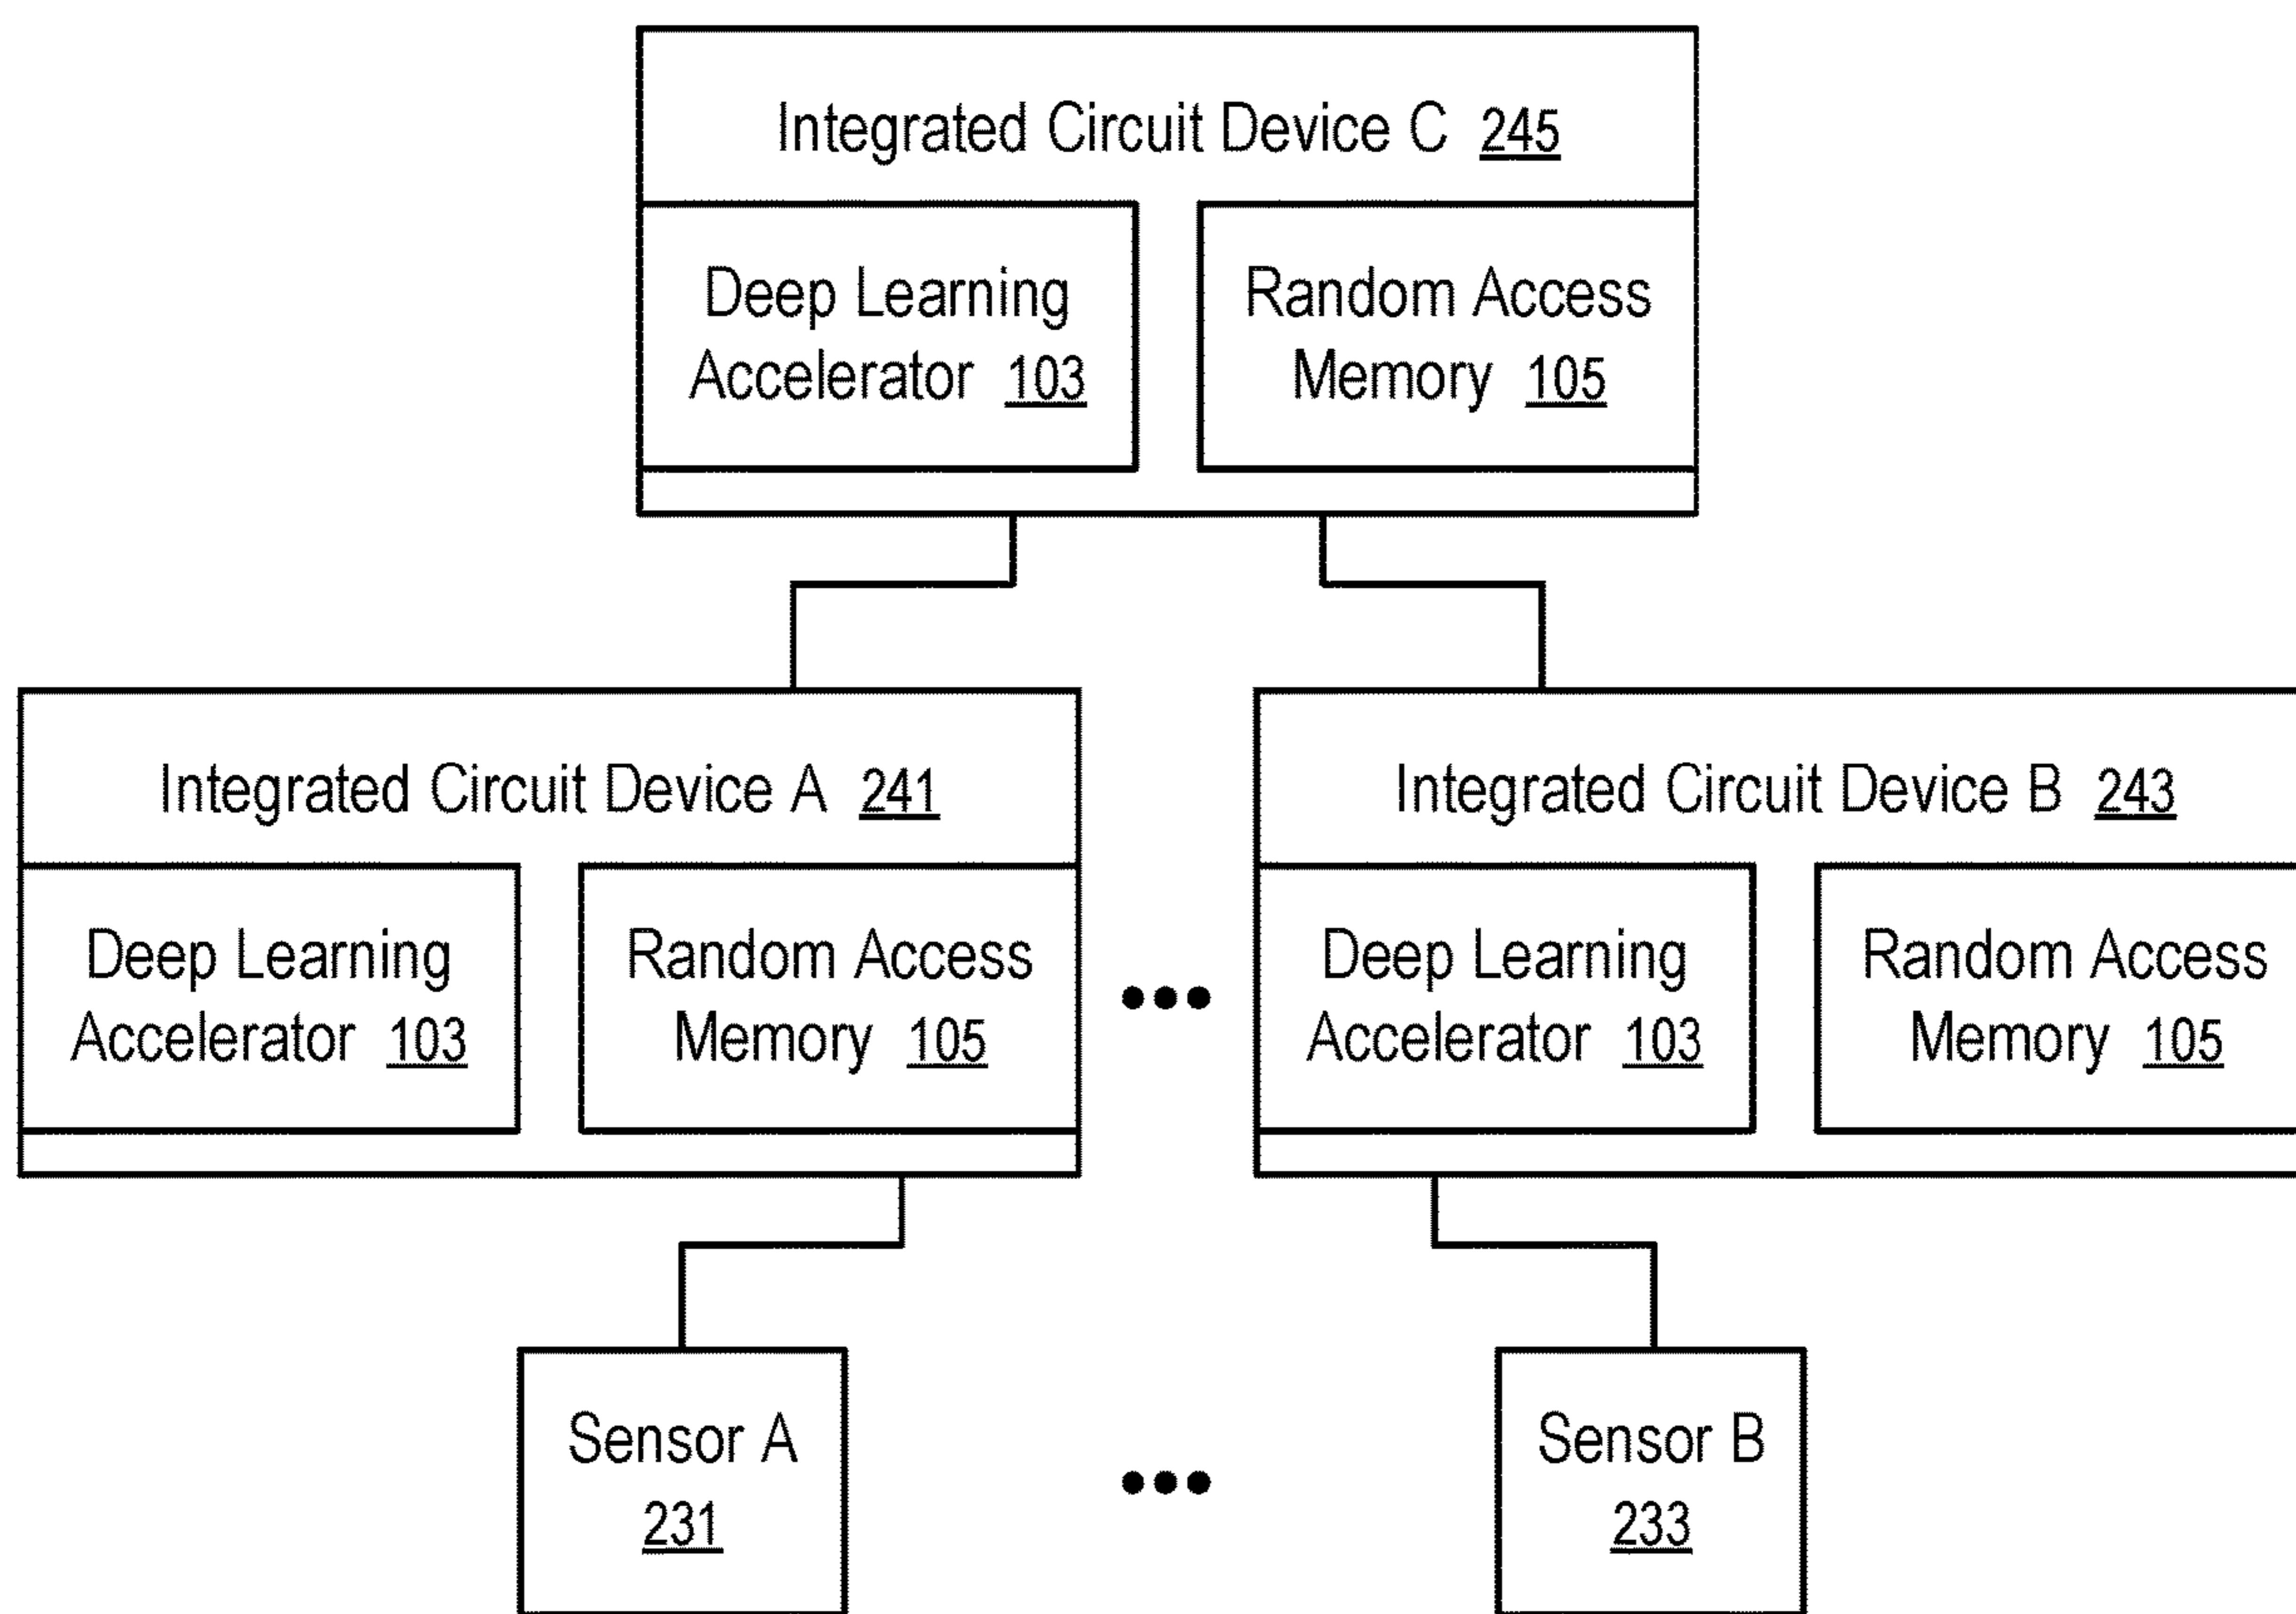 Integrated Circuit Device C 245
Deep Learning
Accelerator 103
Random Access
Memory 105
Integrated Circuit Device A 241
Deep Learning
Accelerator 103
Random Access
Memory 105
Integrated Circuit Device B 243
Deep Learning
Accelerator 103
Random Access
Memory 105
Sensor A
231
Sensor B
233